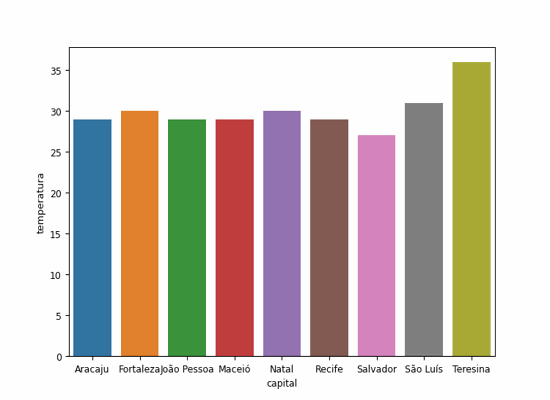 35
30
25
20
15
10
5
0
temperatura
Aracaju Fortaleza João Pessoa Maceió Natal Recife Salvador São Luís Teresina
capital